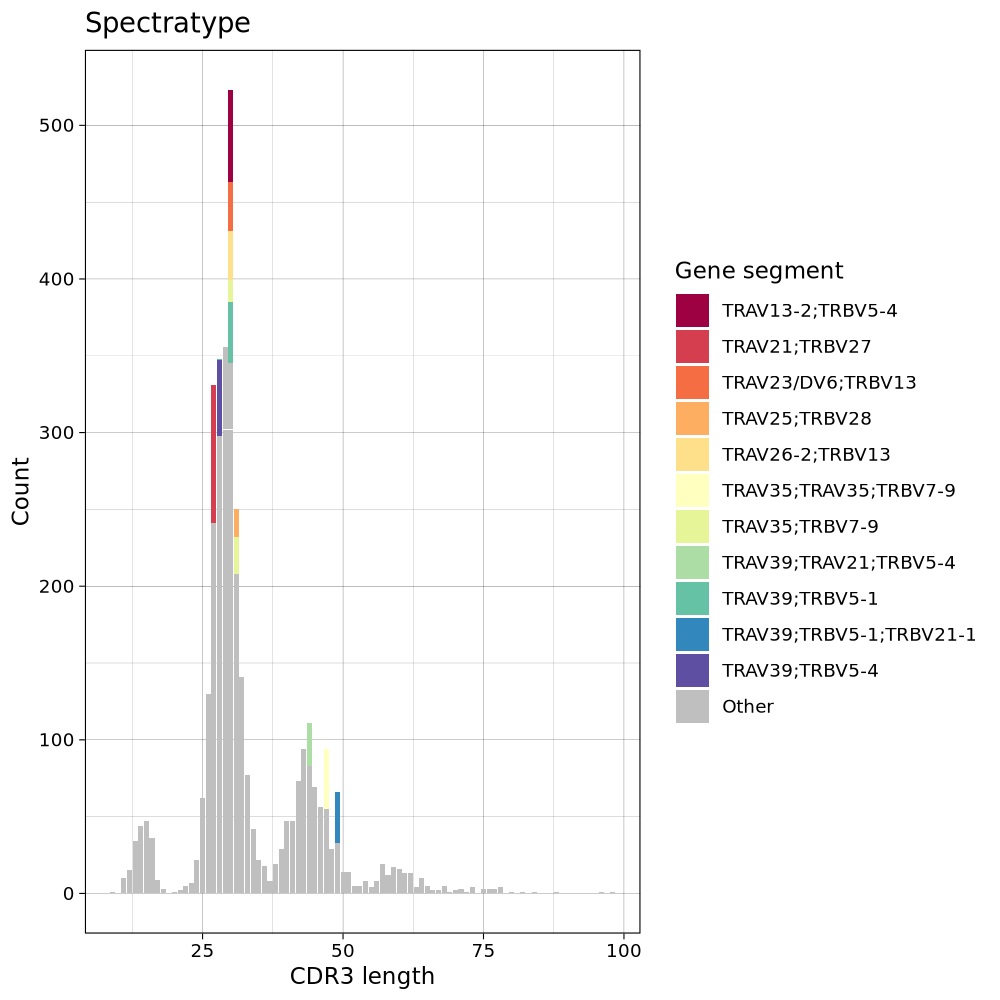 Spectratype
500
400
300
200
100
0
25
50
75
100
Count
CDR3 length
Gene segment
TRAV13-2;TRBV5-4
TRAV21;TRBV27
TRAV23/DV6;TRBV13
TRAV25;TRBV28
TRAV26-2;TRBV13
TRAV35;TRAV35;TRBV7-9
TRAV35;TRBV7-9
TRAV39;TRAV21;TRBV5-4
TRAV39;TRBV5-1
TRAV39;TRBV5-1;TRBV21-1
TRAV39;TRBV5-4
Other